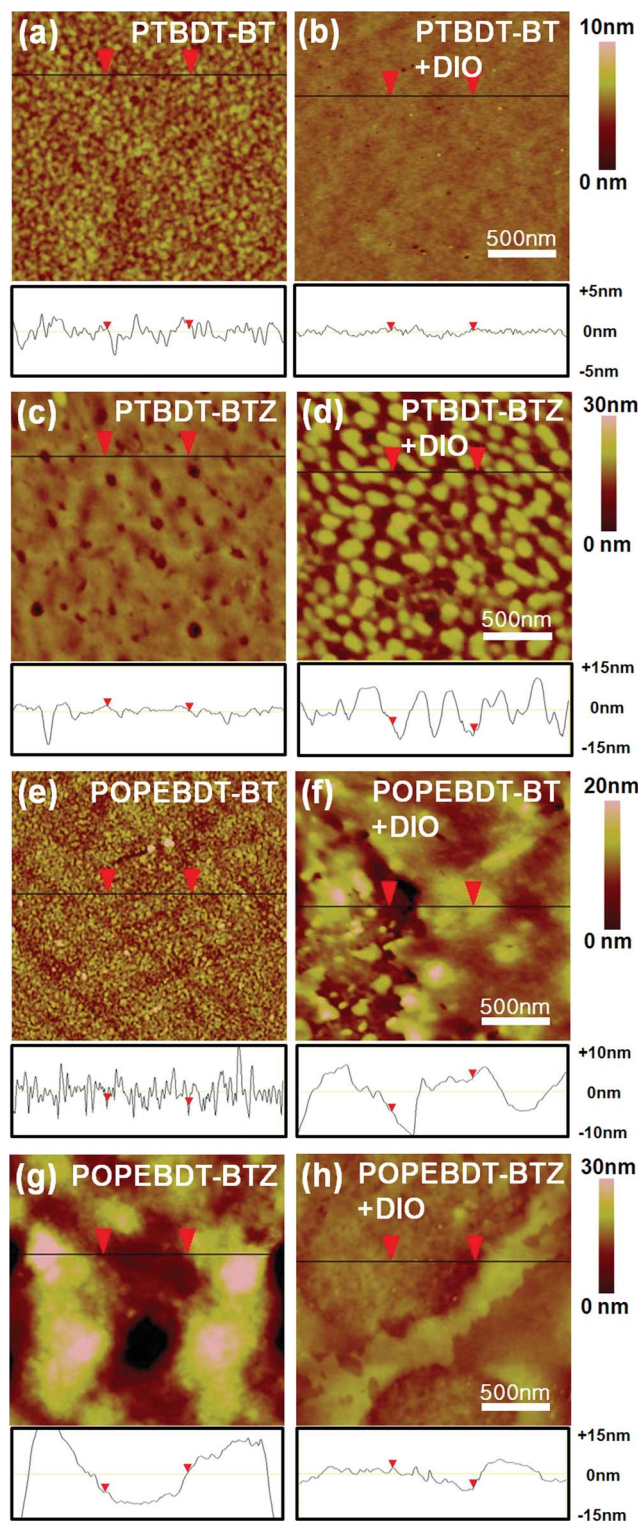 (a) PTBDT-BT
(b) PTBDT-BT
+DIO
10nm
0 nm
500nm
+5nm
0nm
-5nm
(c) PTBDT-BTZ
(d) PTBDT-BTZ
+DIO
30nm
0 nm
500nm
+15nm
0nm
-15nm
(e) POPEBDT-BT
(f) POPEBDT-BT
+DIO
20nm
0 nm
500nm
+10nm
0nm
-10nm
(g) POPEBDT-BTZ
(h) POPEBDT-BTZ
+DIO
30nm
0 nm
500nm
+15nm
0nm
-15nm